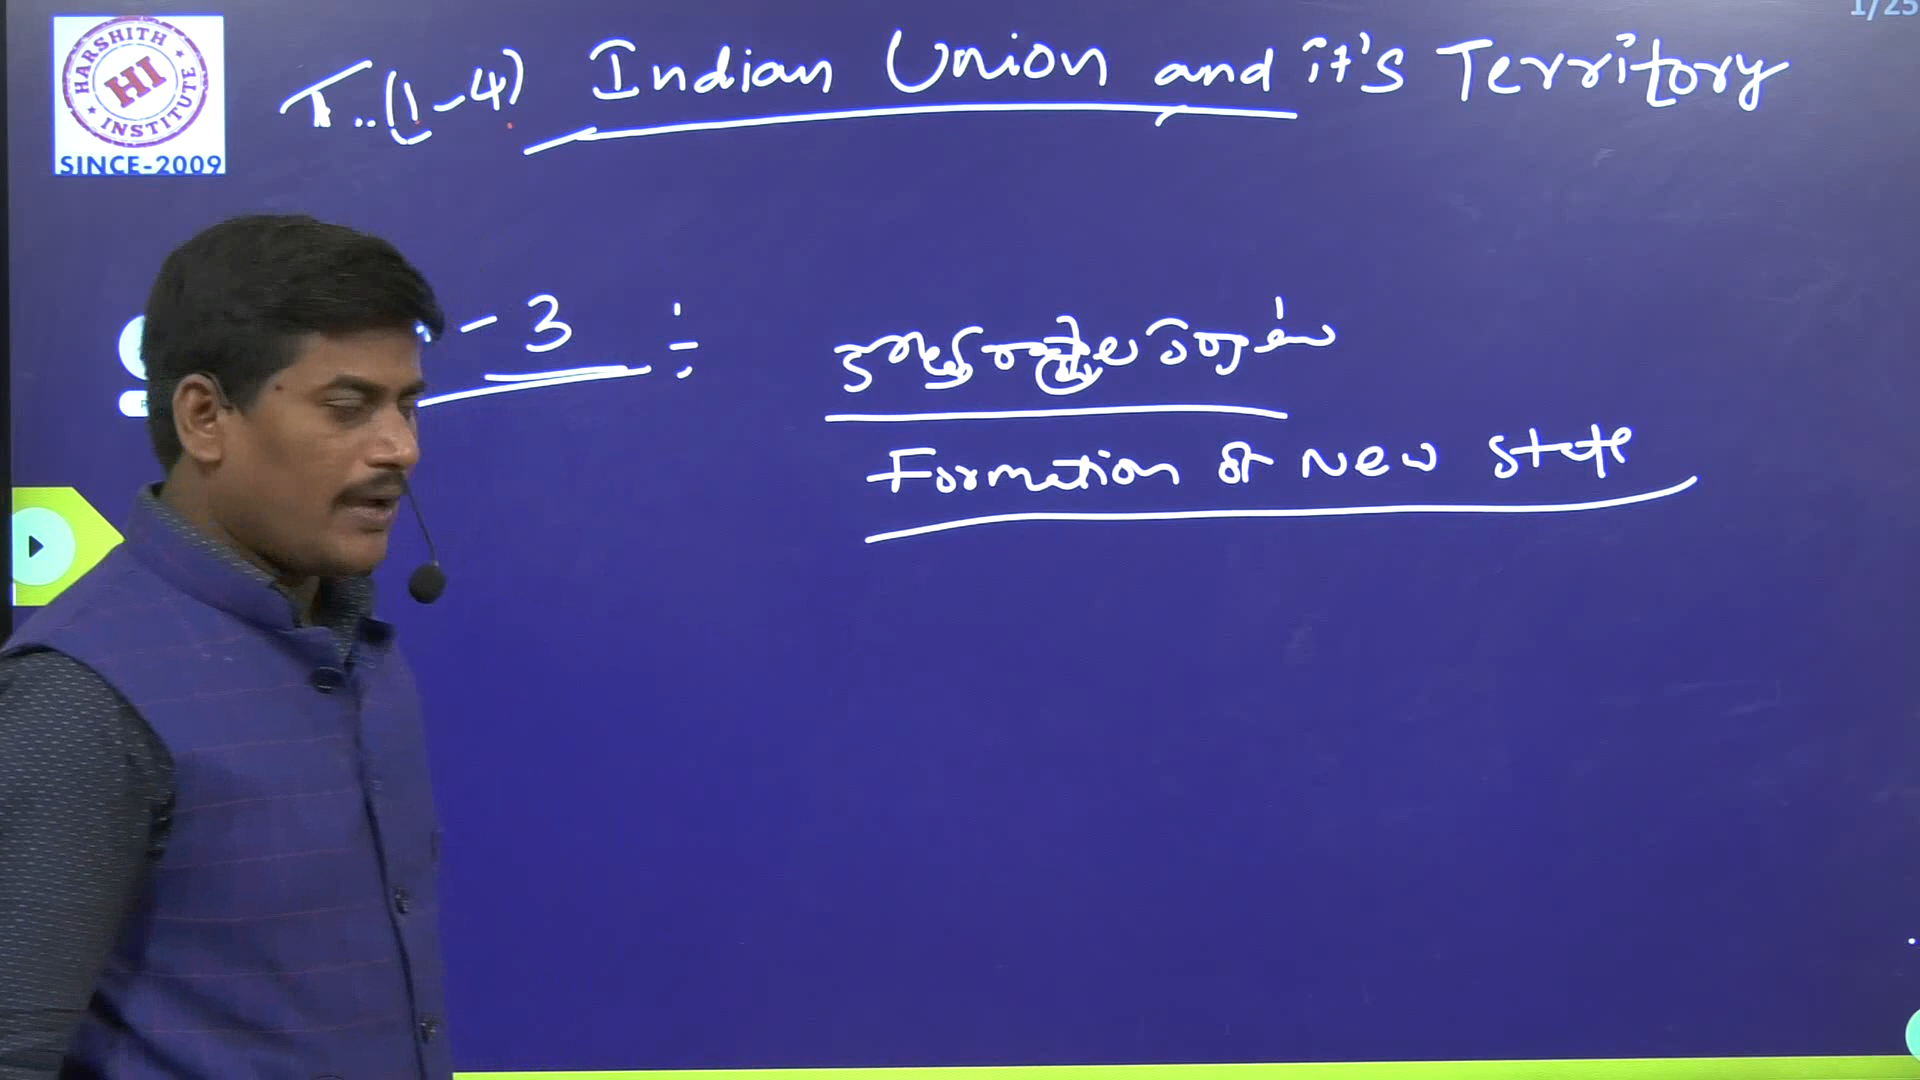 1/25
HARSHITH
HI
INSTITUTE
SINCE-2009
I..(1-4) Indian Union and it's Territory
- 3 :-
కొత్త రాష్ట్రాల ఏర్పాటు
Formation of New state